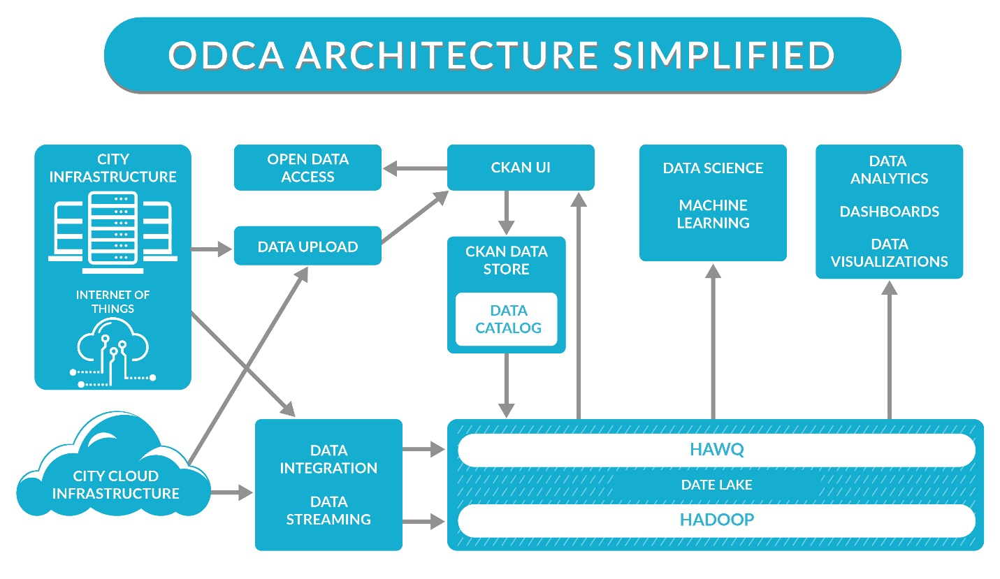 ODCA ARCHITECTURE SIMPLIFIED
CITY
INFRASTRUCTURE
INTERNET OF
THINGS
CITY CLOUD
INFRASTRUCTURE
OPEN DATA
ACCESS
DATA UPLOAD
DATA
INTEGRATION
DATA
STREAMING
CKAN UI
CKAN DATA
STORE
DATA
CATALOG
DATA SCIENCE
MACHINE
LEARNING
DATA
ANALYTICS
DASHBOARDS
DATA
VISUALIZATIONS
HAWQ
DATE LAKE
HADOOP